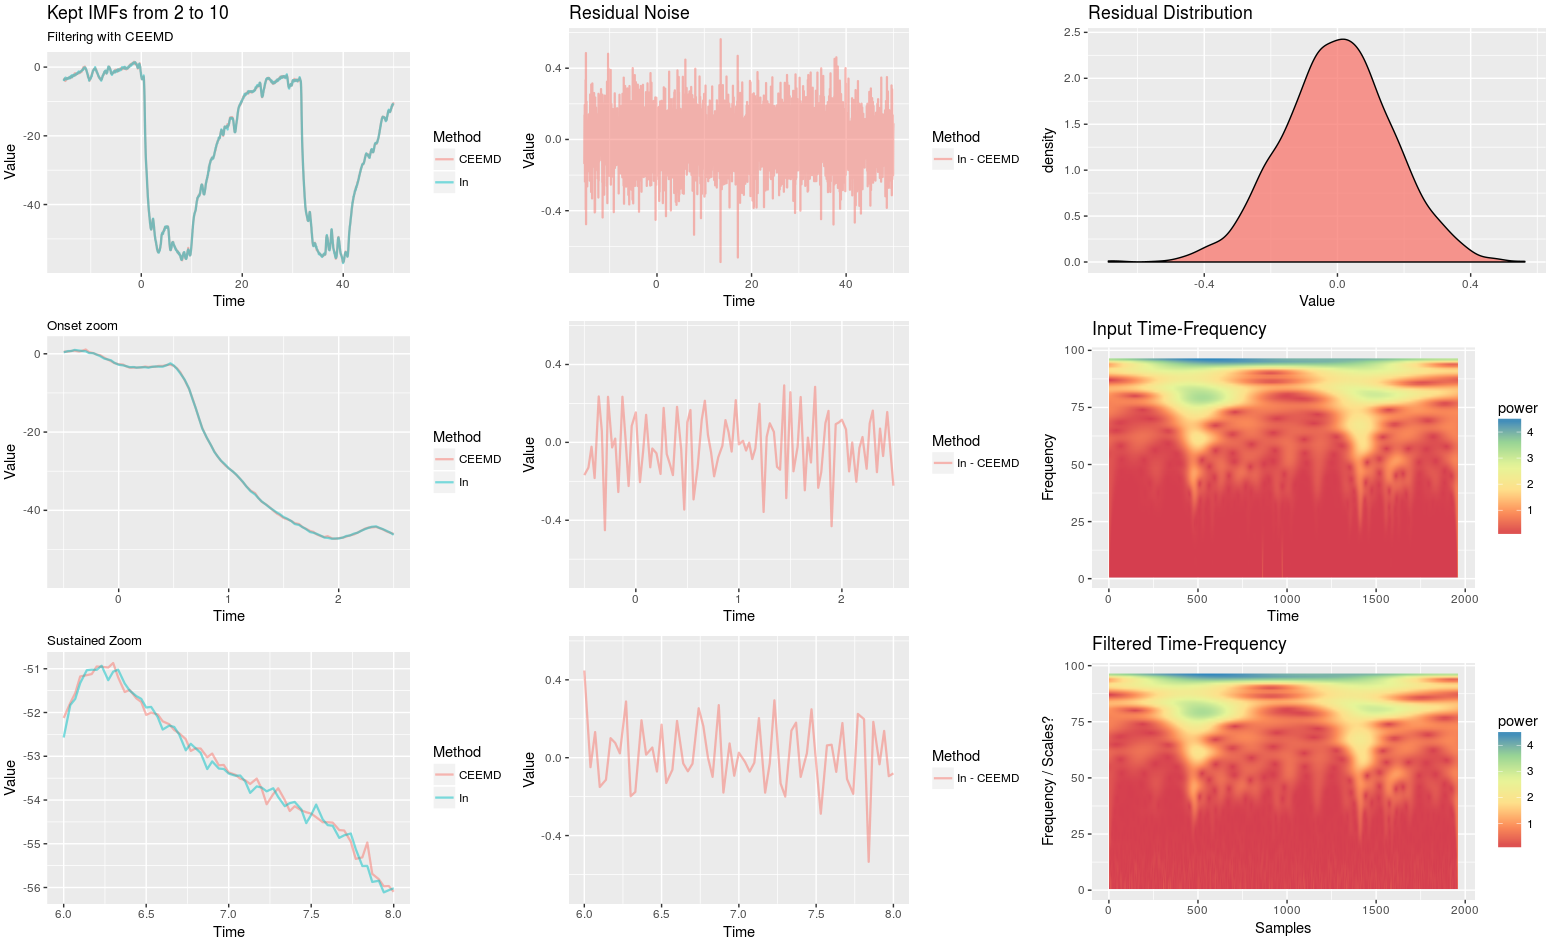 Kept IMFs from 2 to 10
Filtering with CEEMD
0
-20
-40
Value
0
20
40
Time
Method
CEEMD
In
Residual Noise
0.4
0.0
-0.4
Value
0
20
40
Time
Method
In - CEEMD
Residual Distribution
2.5
2.0
1.5
1.0
0.5
0.0
density
-0.4
0.0
0.4
Value
Onset zoom
0
-20
-40
Value
0
1
2
Time
Method
CEEMD
In
0.4
0.0
-0.4
Value
0
1
2
Time
Method
In - CEEMD
Input Time-Frequency
100
75
50
25
0
Frequency
0
500
1000
1500
2000
Time
power
4
3
2
1
Sustained Zoom
-51
-52
-53
-54
-55
-56
Value
6.0
6.5
7.0
7.5
8.0
Time
Method
CEEMD
In
0.4
0.0
-0.4
Value
6.0
6.5
7.0
7.5
8.0
Time
Method
In - CEEMD
Filtered Time-Frequency
100
75
50
25
0
Frequency / Scales?
0
500
1000
1500
2000
Samples
power
4
3
2
1